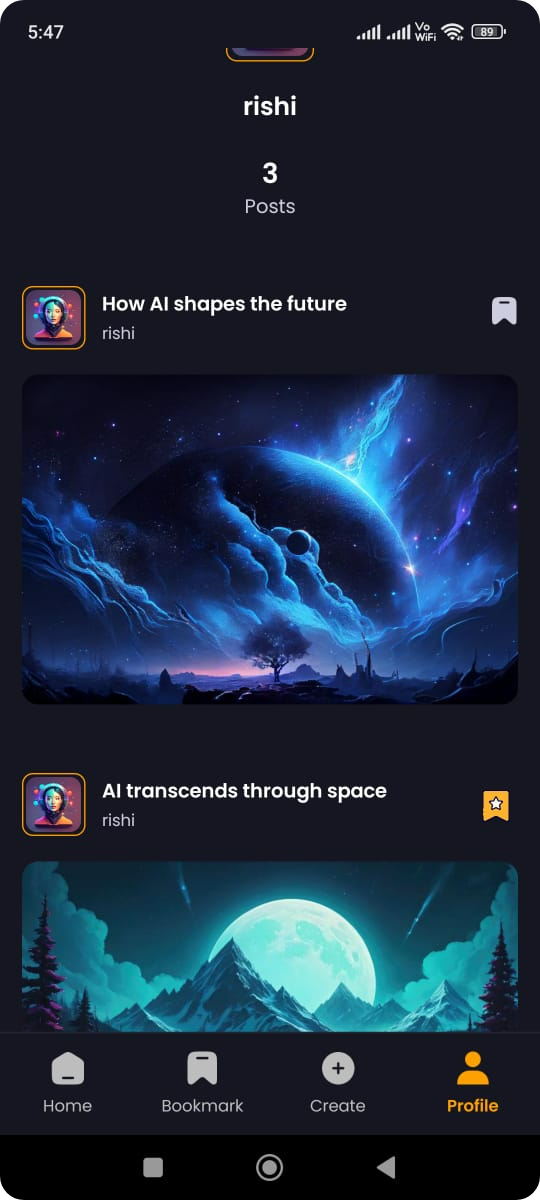 5:47
Vo
WiFi
89
rishi
3
Posts
How AI shapes the future
rishi
AI transcends through space
rishi
Home
Bookmark
Create
Profile